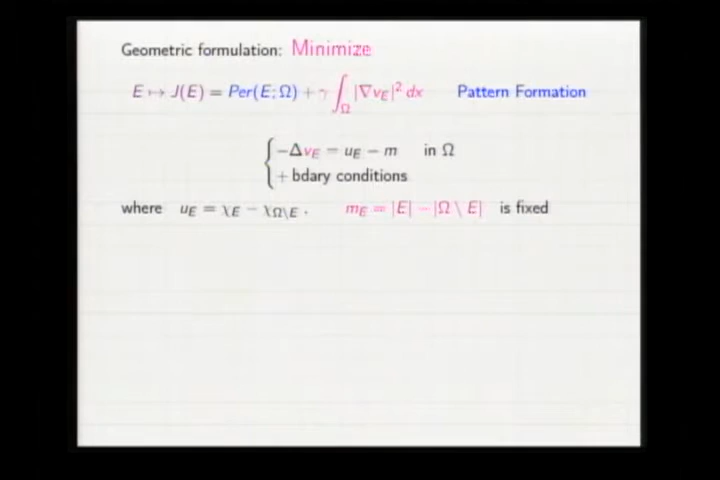 Geometric formulation: Minimize
E ↦ J(E) = Per(E; Ω) + γ ∫_Ω |∇v_E|² dx Pattern Formation
{ −Δv_E = u_E − m in Ω
+ bdary conditions
where u_E = χ_E − χ_{Ω\E} . m_E = |E| − |Ω \ E| is fixed